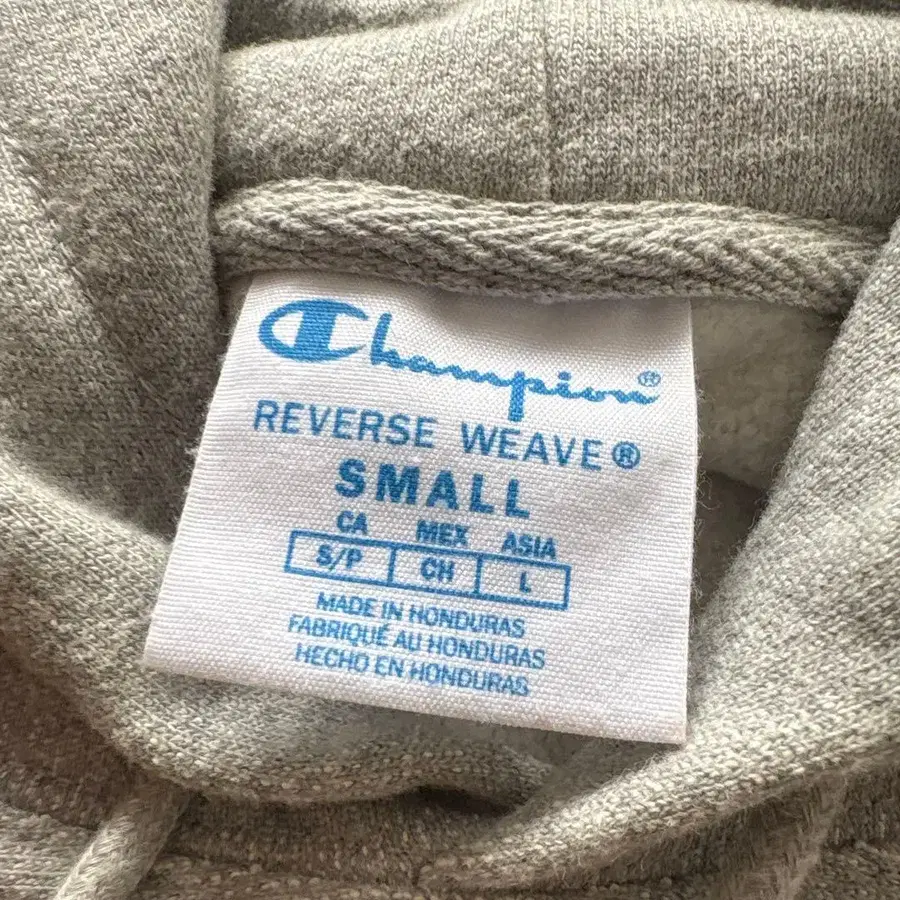 Champion®
REVERSE WEAVE®
SMALL
CA MEX ASIA
S/P CH L
MADE IN HONDURAS
FABRIQUÉ AU HONDURAS
HECHO EN HONDURAS